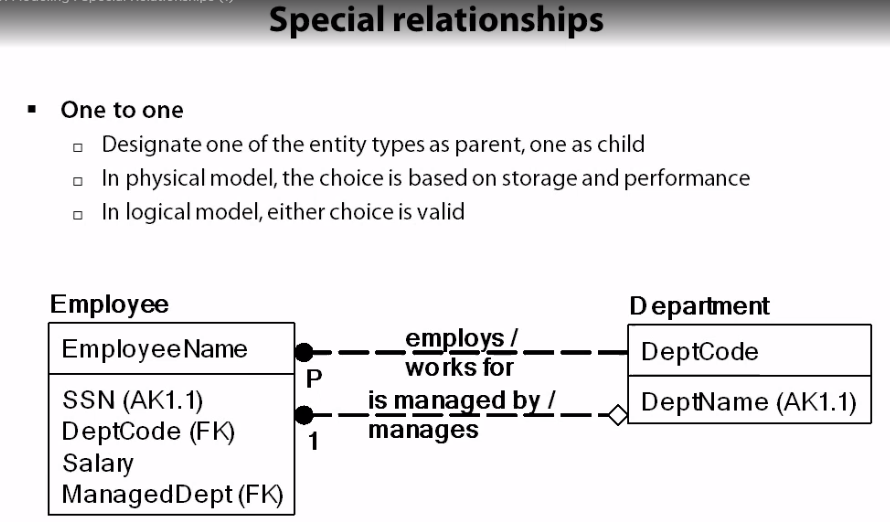 Special relationships
One to one
Designate one of the entity types as parent, one as child
In physical model, the choice is based on storage and performance
In logical model, either choice is valid
Employee
EmployeeName
SSN (AK1.1)
DeptCode (FK)
Salary
ManagedDept (FK)
employs /
works for
P
is managed by /
manages
1
Department
DeptCode
DeptName (AK1.1)